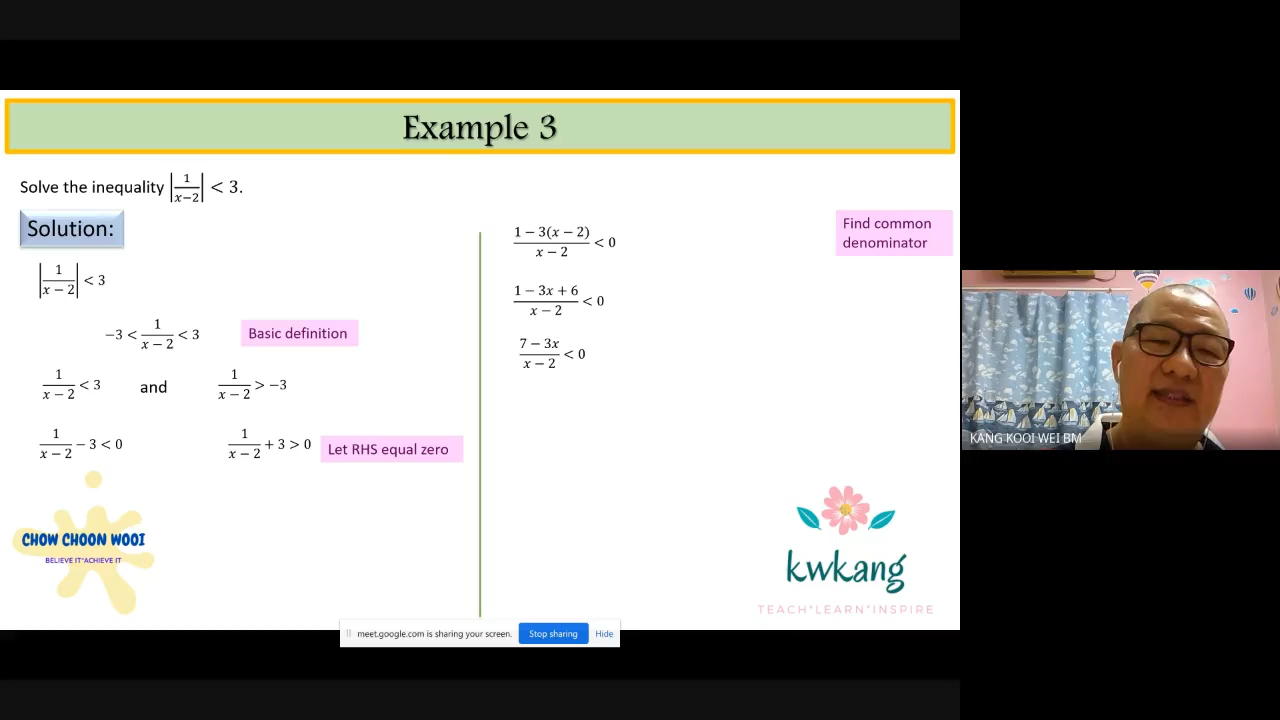 Example 3
Solve the inequality |1/(x−2)| < 3.
Solution:
|1/(x − 2)| < 3
−3 < 1/(x − 2) < 3
Basic definition
1/(x − 2) < 3 and 1/(x − 2) > −3
1/(x − 2) − 3 < 0 1/(x − 2) + 3 > 0
Let RHS equal zero
(1 − 3(x − 2))/(x − 2) < 0
Find common
denominator
(1 − 3x + 6)/(x − 2) < 0
(7 − 3x)/(x − 2) < 0
CHOW CHOON WOOI
BELIEVE IT*ACHIEVE IT
kwkang
TEACH*LEARN*INSPIRE
meet.google.com is sharing your screen. Stop sharing Hide
KANG KOOI WEI BM